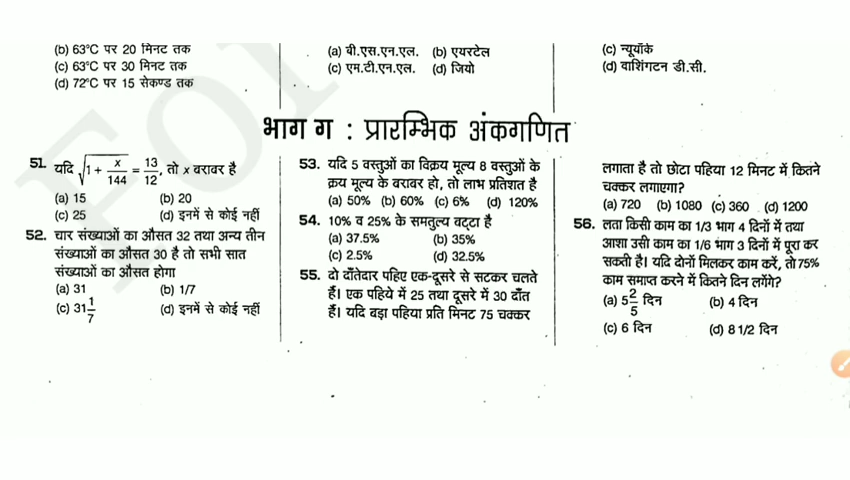 (b) 63°C पर 20 मिनट तक
(c) 63°C पर 30 मिनट तक
(d) 72°C पर 15 सेकण्ड तक
(a) बी.एस.एन.एल. (b) एयरटेल
(c) एम.टी.एन.एल. (d) जियो
(c) न्यूयॉर्क
(d) वाशिंगटन डी.सी.
भाग ग : प्रारम्भिक अंकगणित
51. यदि √(1 + x/144) = 13/12, तो x बराबर है
(a) 15 (b) 20
(c) 25 (d) इनमें से कोई नहीं
52. चार संख्याओं का औसत 32 तथा अन्य तीन
संख्याओं का औसत 30 है तो सभी सात
संख्याओं का औसत होगा
(a) 31 (b) 1/7
(c) 31 1/7 (d) इनमें से कोई नहीं
53. यदि 5 वस्तुओं का विक्रय मूल्य 8 वस्तुओं के
क्रय मूल्य के बराबर हो, तो लाभ प्रतिशत है
(a) 50% (b) 60% (c) 6% (d) 120%
54. 10% व 25% के समतुल्य बट्टा है
(a) 37.5% (b) 35%
(c) 2.5% (d) 32.5%
55. दो दाँतेदार पहिए एक-दूसरे से सटकर चलते
हैं। एक पहिये में 25 तथा दूसरे में 30 दाँत
हैं। यदि बड़ा पहिया प्रति मिनट 75 चक्कर
लगाता है तो छोटा पहिया 12 मिनट में कितने
चक्कर लगाएगा?
(a) 720 (b) 1080 (c) 360 (d) 1200
56. लता किसी काम का 1/3 भाग 4 दिनों में तथा
आशा उसी काम का 1/6 भाग 3 दिनों में पूरा कर
सकती है। यदि दोनों मिलकर काम करें, तो 75%
काम समाप्त करने में कितने दिन लगेंगे?
(a) 5 2/5 दिन (b) 4 दिन
(c) 6 दिन (d) 8 1/2 दिन